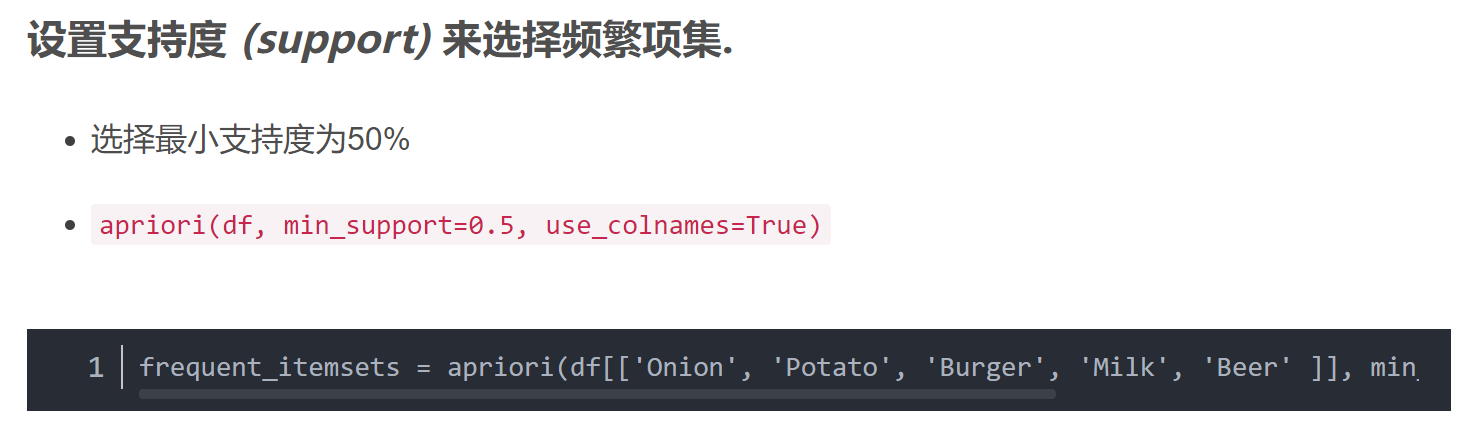 设置支持度 (support) 来选择频繁项集.
选择最小支持度为50%
apriori(df, min_support=0.5, use_colnames=True)
1 frequent_itemsets = apriori(df[['Onion', 'Potato', 'Burger', 'Milk', 'Beer' ]], min_